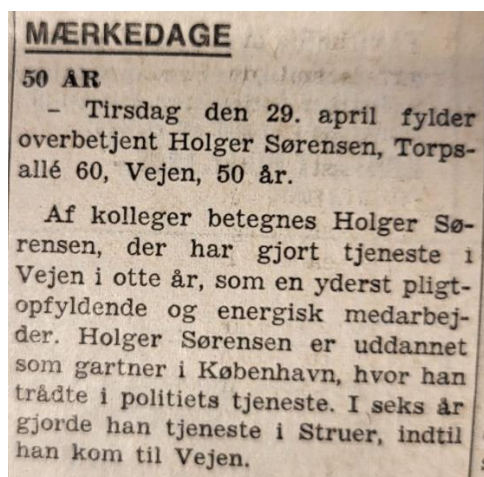 MÆRKEDAGE
50 ÅR
– Tirsdag den 29. april fylder
overbetjent Holger Sørensen, Torps-
allé 60, Vejen, 50 år.
Af kolleger betegnes Holger Sø-
rensen, der har gjort tjeneste i
Vejen i otte år, som en yderst pligt-
opfyldende og energisk medarbej-
der. Holger Sørensen er uddannet
som gartner i København, hvor han
trådte i politiets tjeneste. I seks år
gjorde han tjeneste i Struer, indtil
han kom til Vejen.